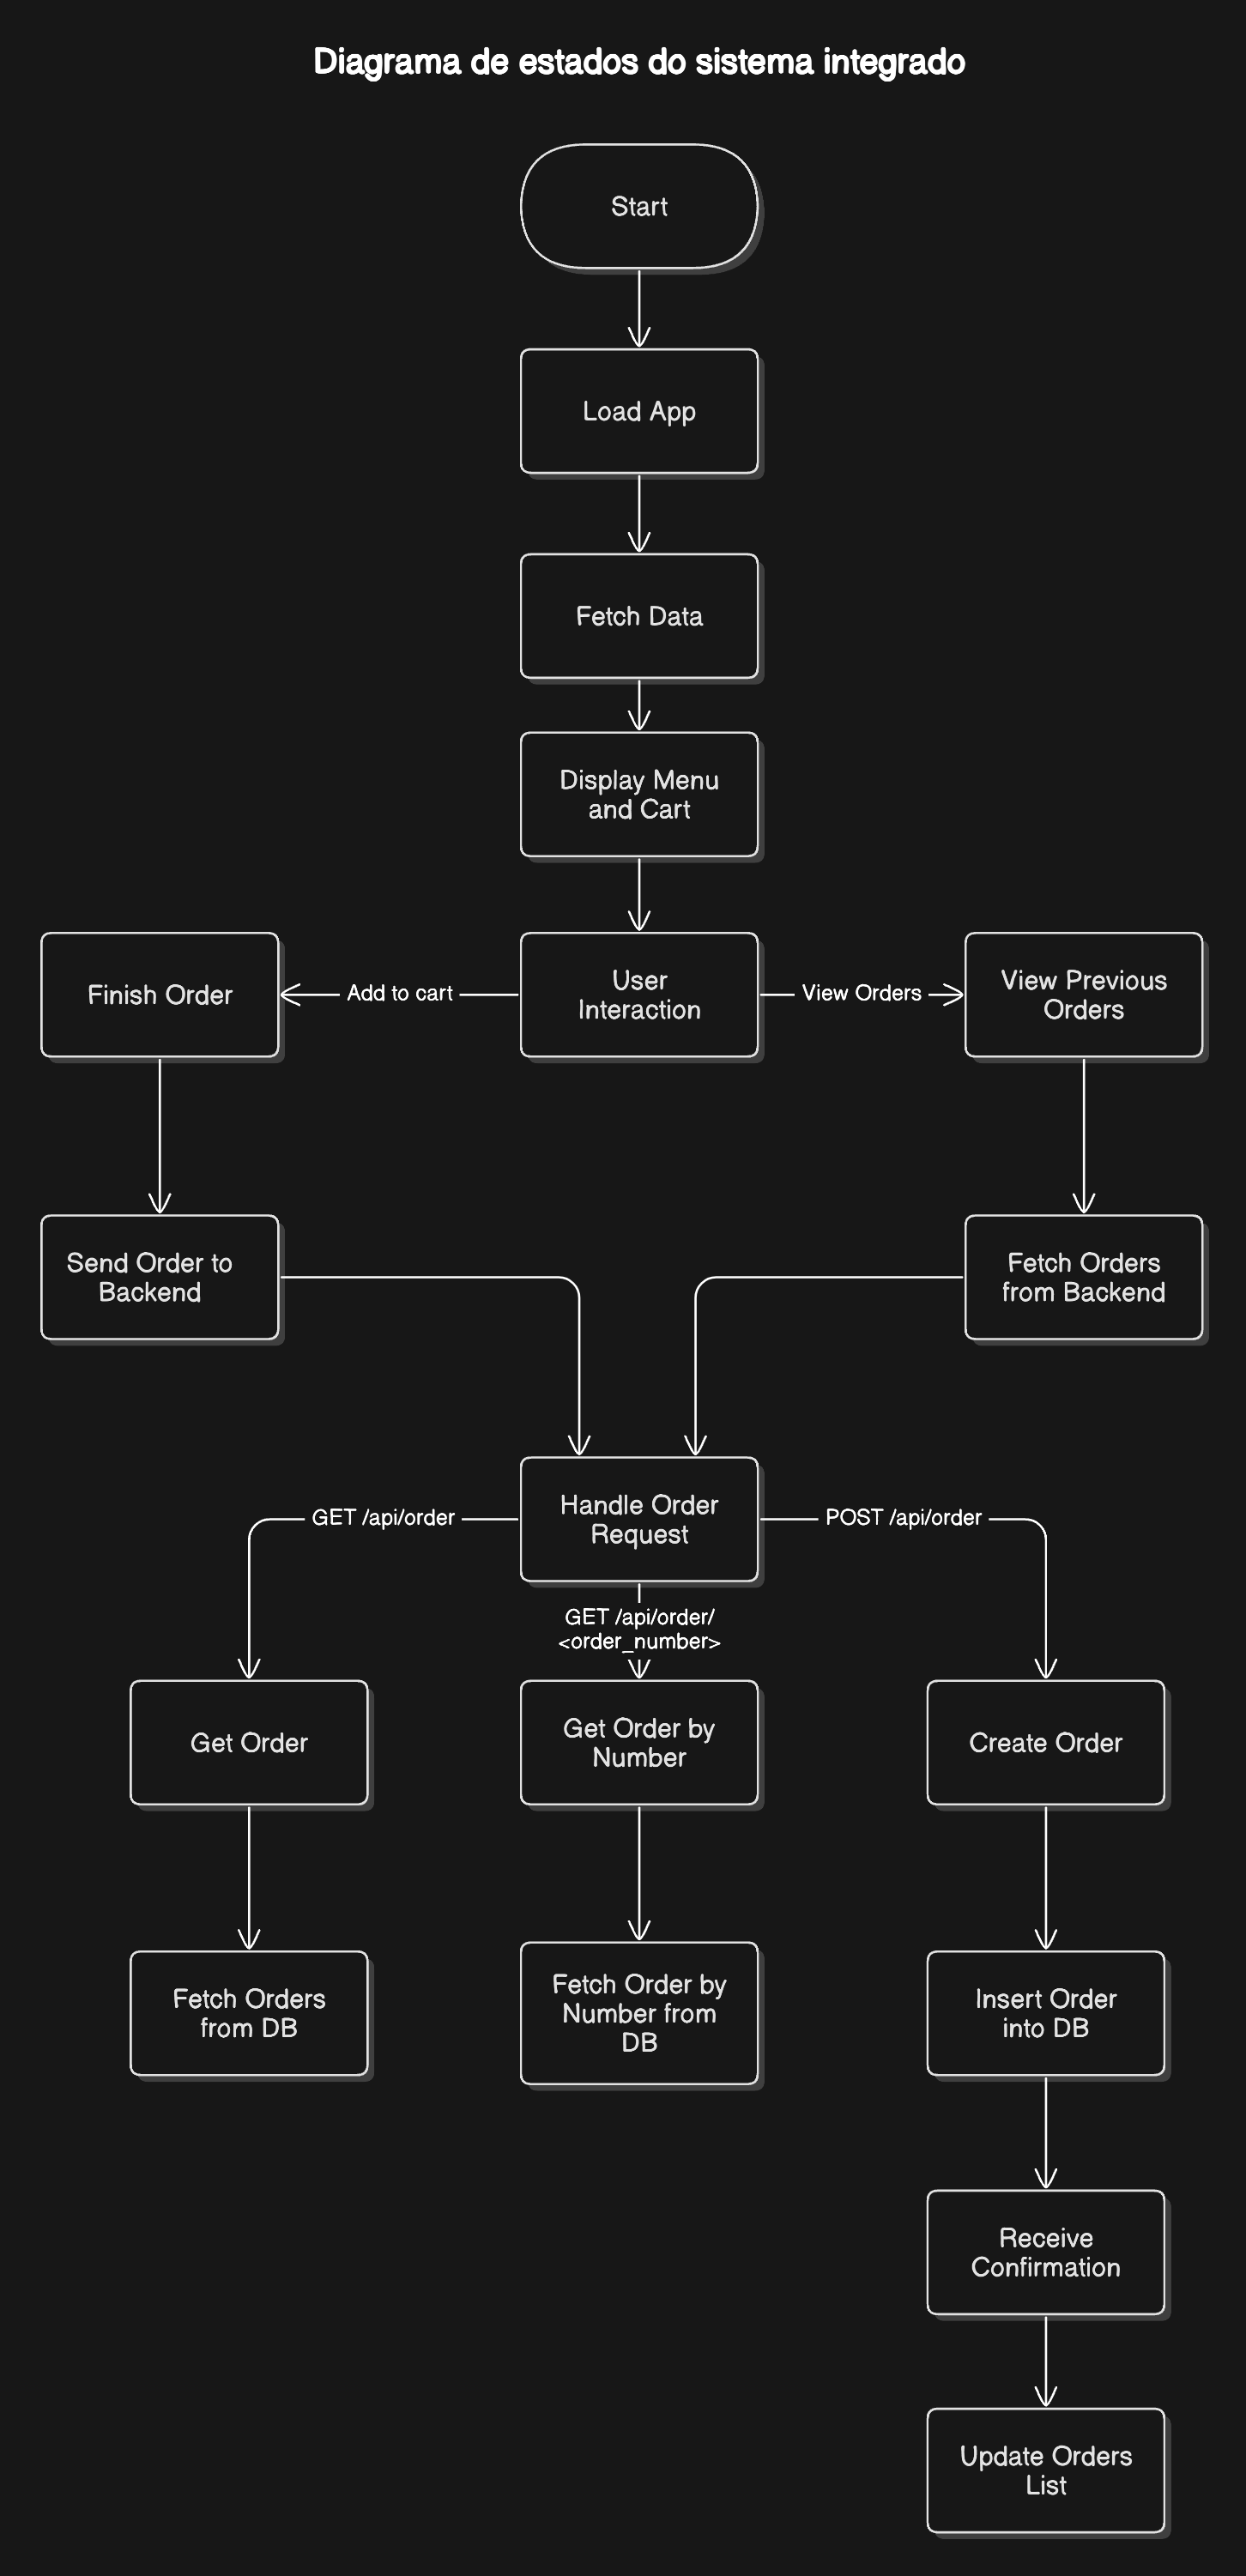 Diagrama de estados do sistema integrado
Start
Load App
Fetch Data
Display Menu
and Cart
Finish Order
Add to cart
User
Interaction
View Orders
View Previous
Orders
Send Order to
Backend
Fetch Orders
from Backend
GET /api/order
Handle Order
Request
POST /api/order
GET /api/order/
<order_number>
Get Order
Get Order by
Number
Create Order
Fetch Orders
from DB
Fetch Order by
Number from
DB
Insert Order
into DB
Receive
Confirmation
Update Orders
List